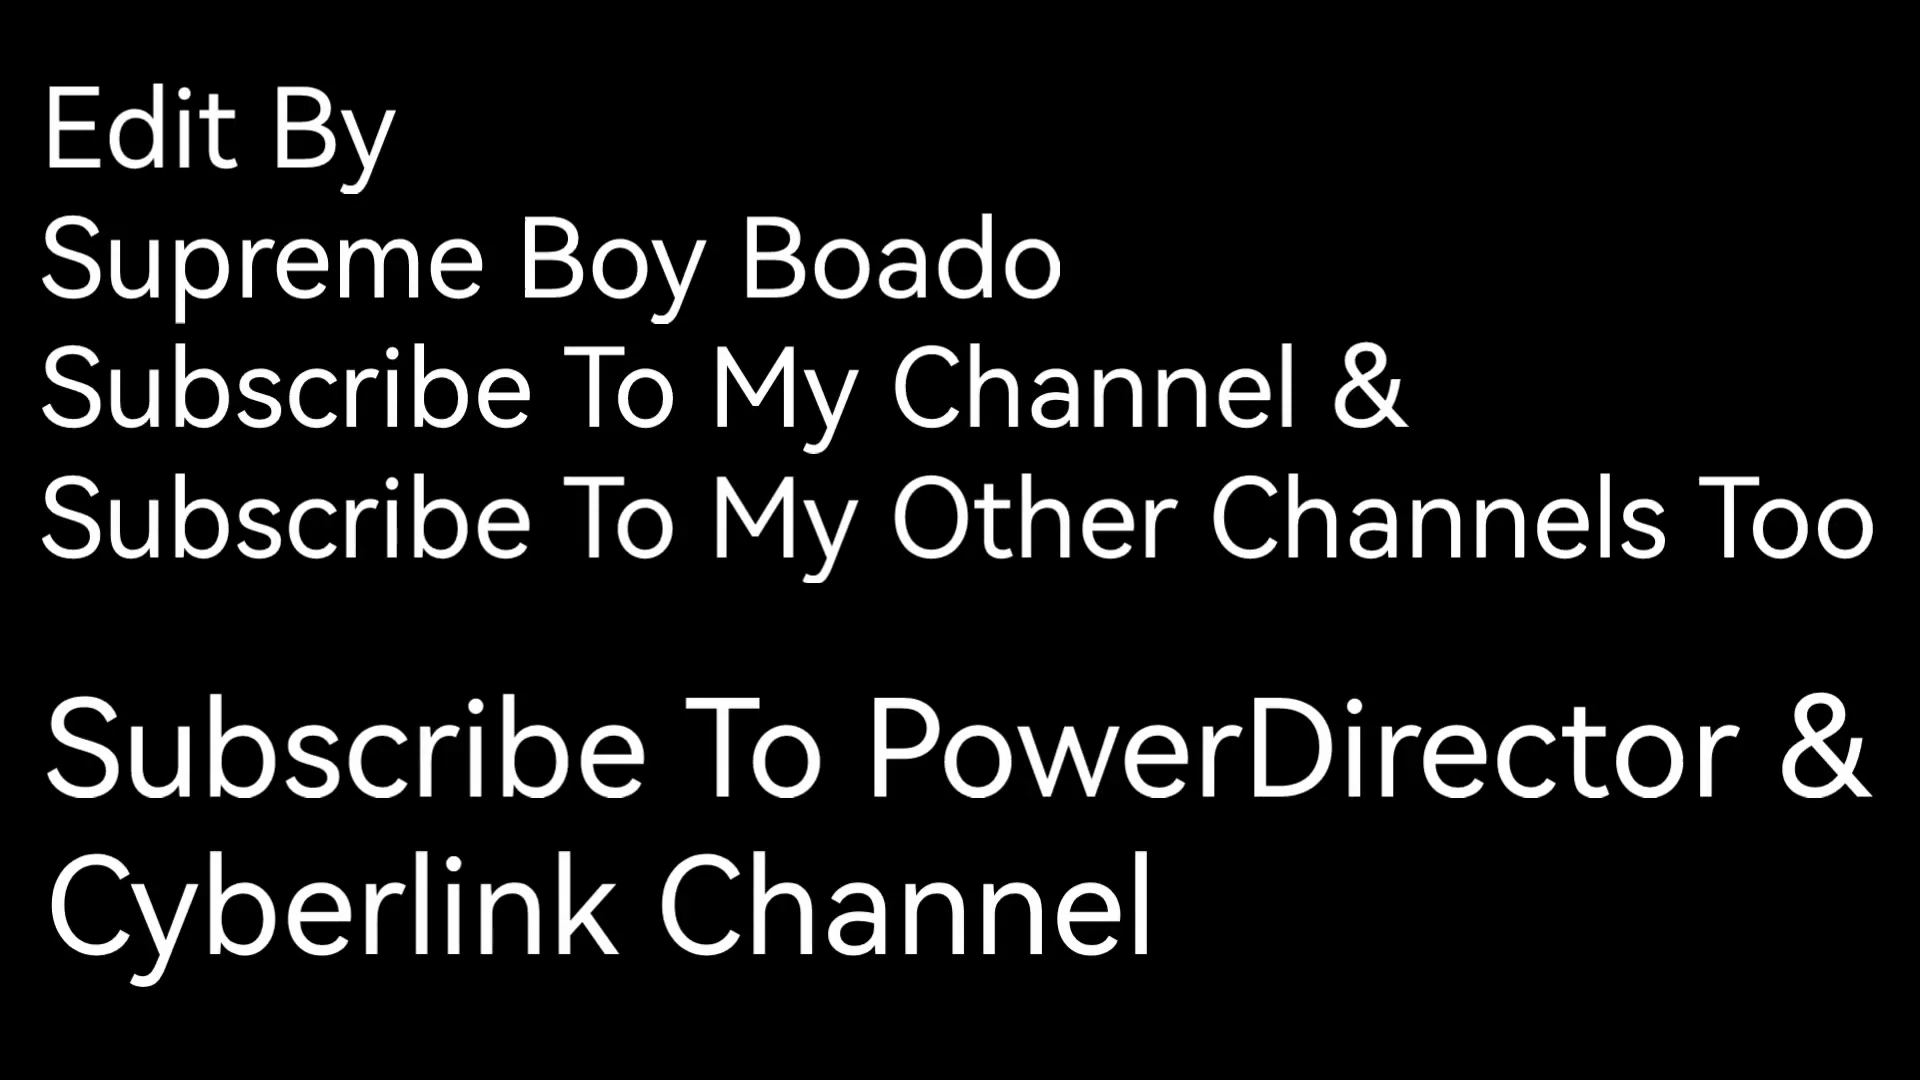 Edit By
Supreme Boy Boado
Subscribe To My Channel &
Subscribe To My Other Channels Too
Subscribe To PowerDirector &
Cyberlink Channel